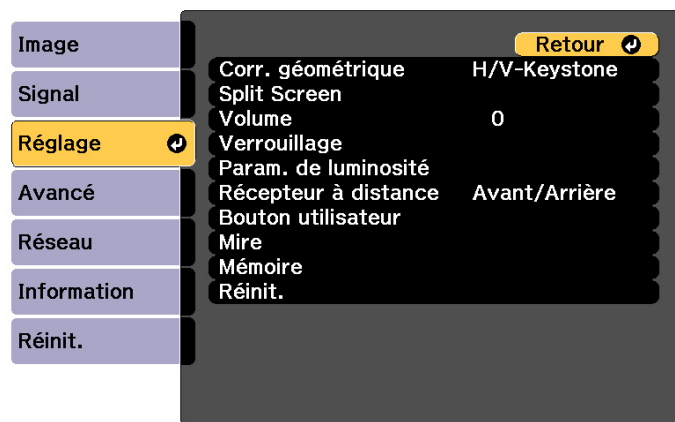 Image
Signal
Réglage
Avancé
Réseau
Information
Réinit.
Retour
Corr. géométrique H/V-Keystone
Split Screen
Volume 0
Verrouillage
Param. de luminosité
Récepteur à distance Avant/Arrière
Bouton utilisateur
Mire
Mémoire
Réinit.